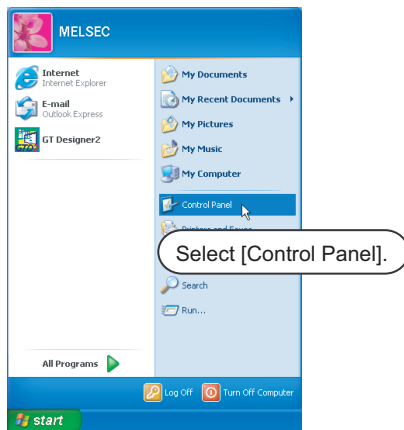 MELSEC
Internet
Internet Explorer
E-mail
Outlook Express
GT Designer2
All Programs
My Documents
My Recent Documents
My Pictures
My Music
My Computer
Control Panel
Select [Control Panel].
Search
Run...
Log Off
Turn Off Computer
start